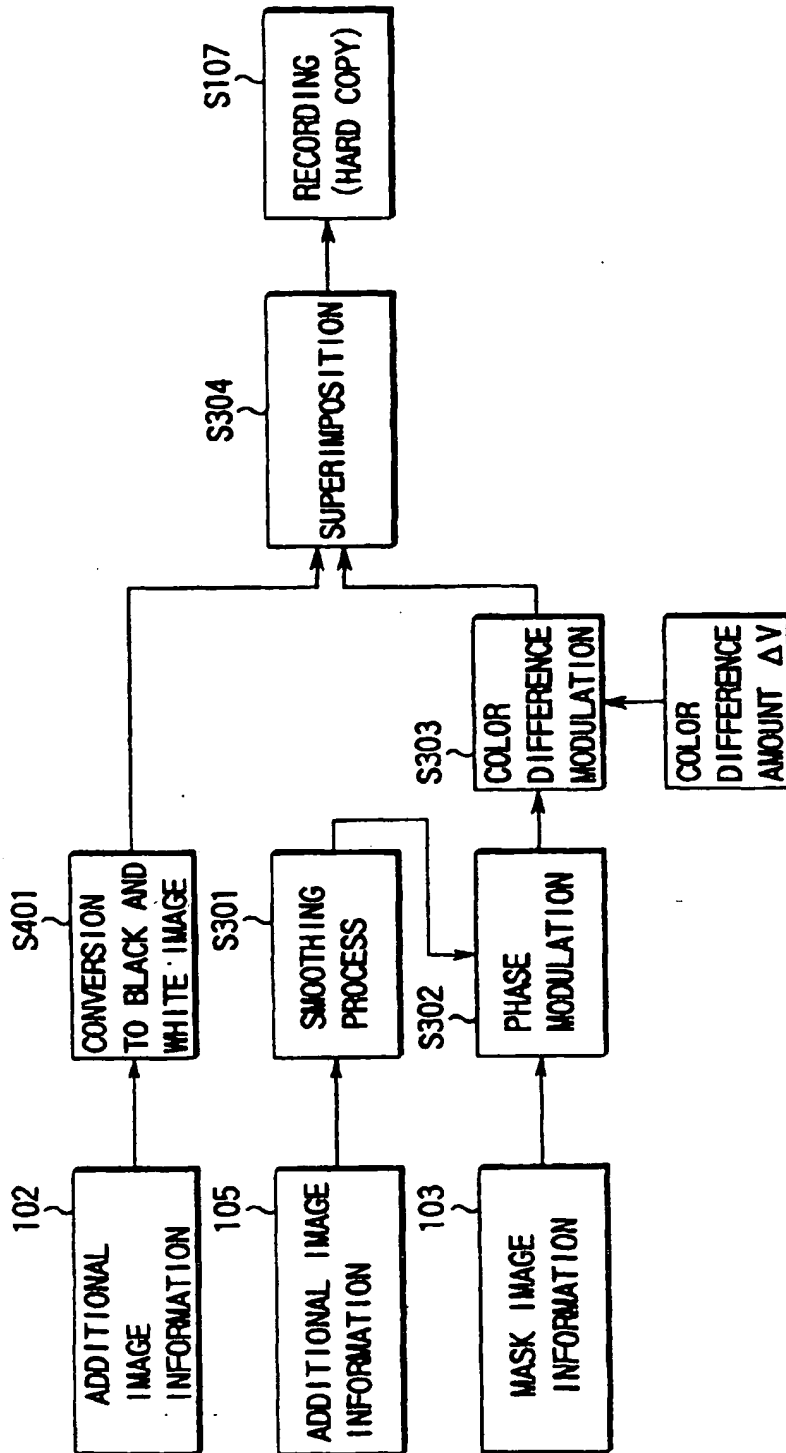 102
ADDITIONAL
IMAGE
INFORMATION
S401
CONVERSION
TO BLACK AND
WHITE IMAGE
105
ADDITIONAL IMAGE
INFORMATION
S301
SMOOTHING
PROCESS
103
MASK IMAGE
INFORMATION
S302
PHASE
MODULATION
S303
COLOR
DIFFERENCE
MODULATION
COLOR
DIFFERENCE
AMOUNT ΔV
S304
SUPERIMPOSITION
S107
RECORDING
(HARD COPY)